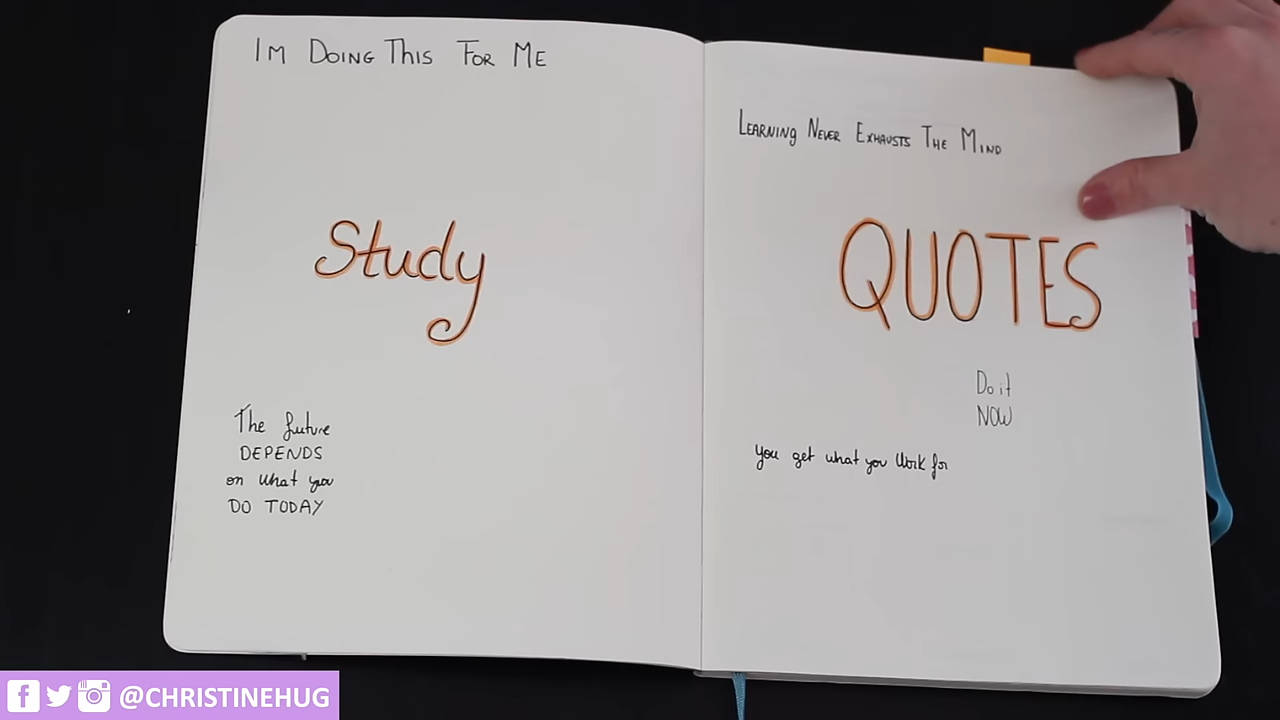 IM DOING THIS FOR ME
Study
The future
DEPENDS
on what you
DO TODAY
LEARNING NEVER EXHAUSTS THE MIND
QUOTES
Do it
NOW
You get what you work for
@CHRISTINEHUG